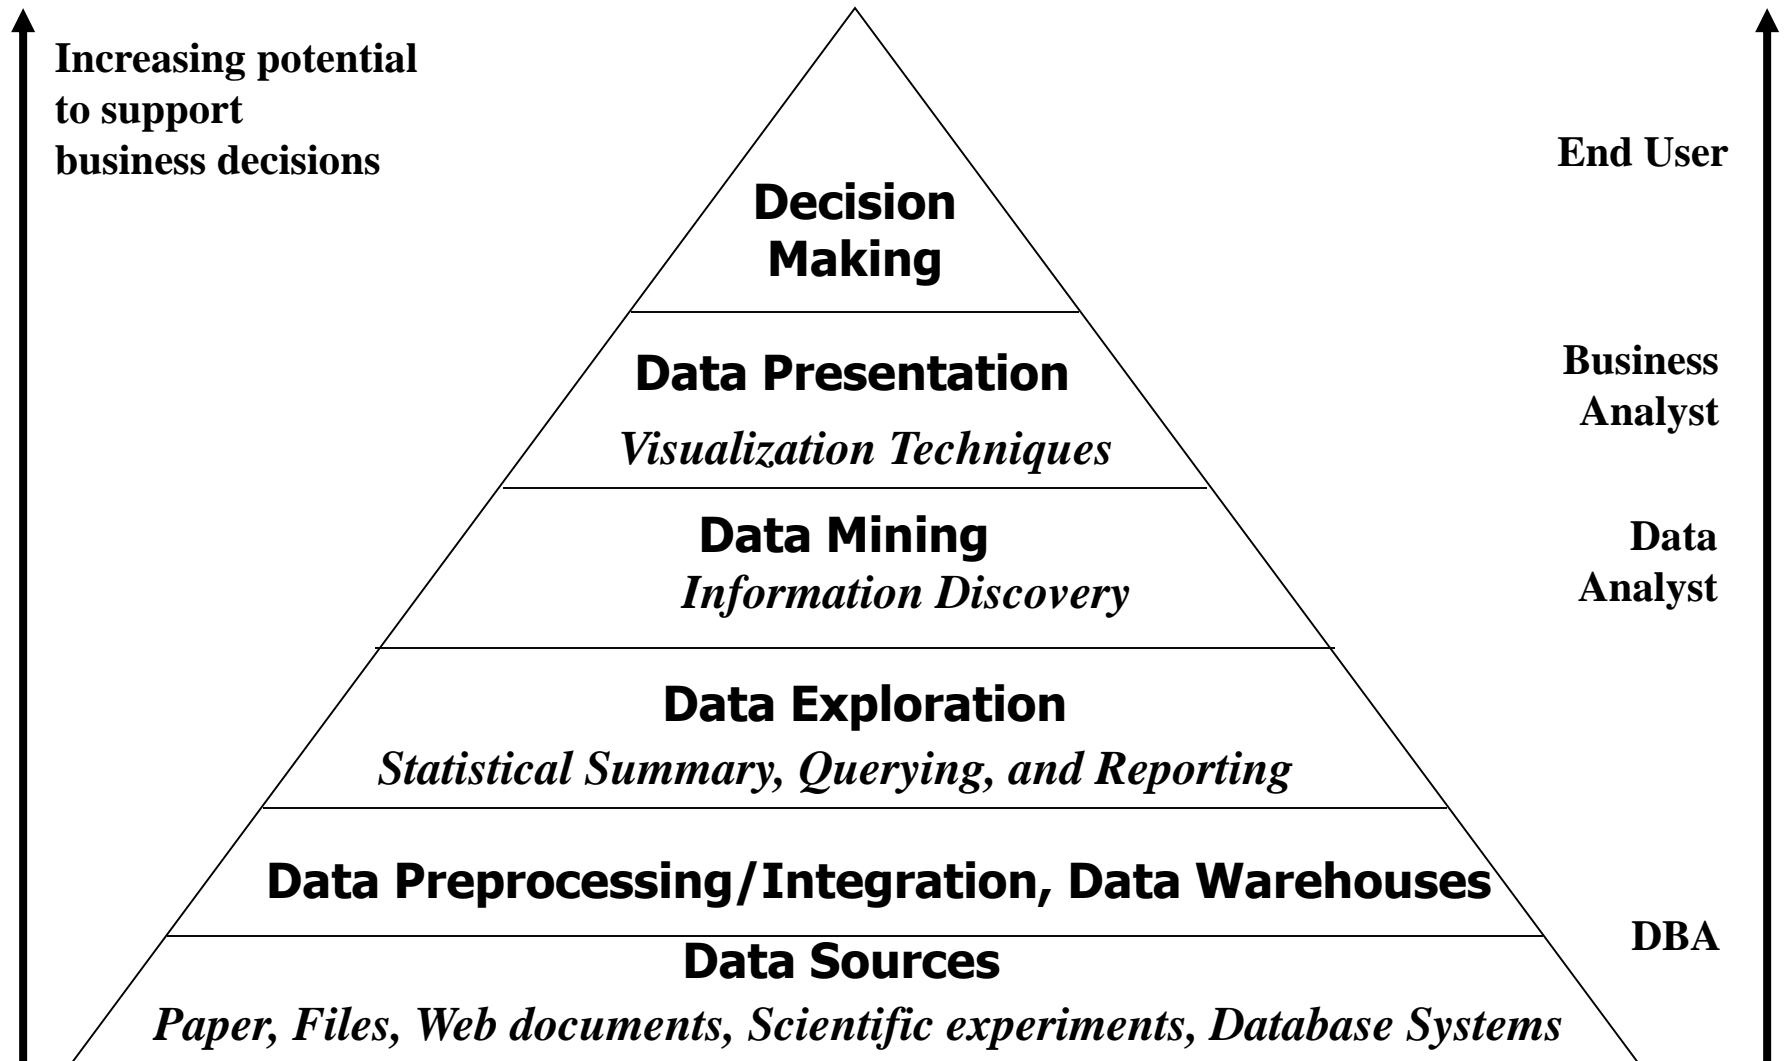 Increasing potential
to support
business decisions
End User
Decision
Making
Data Presentation
Visualization Techniques
Business
Analyst
Data Mining
Information Discovery
Data
Analyst
Data Exploration
Statistical Summary, Querying, and Reporting
Data Preprocessing/Integration, Data Warehouses
DBA
Data Sources
Paper, Files, Web documents, Scientific experiments, Database Systems